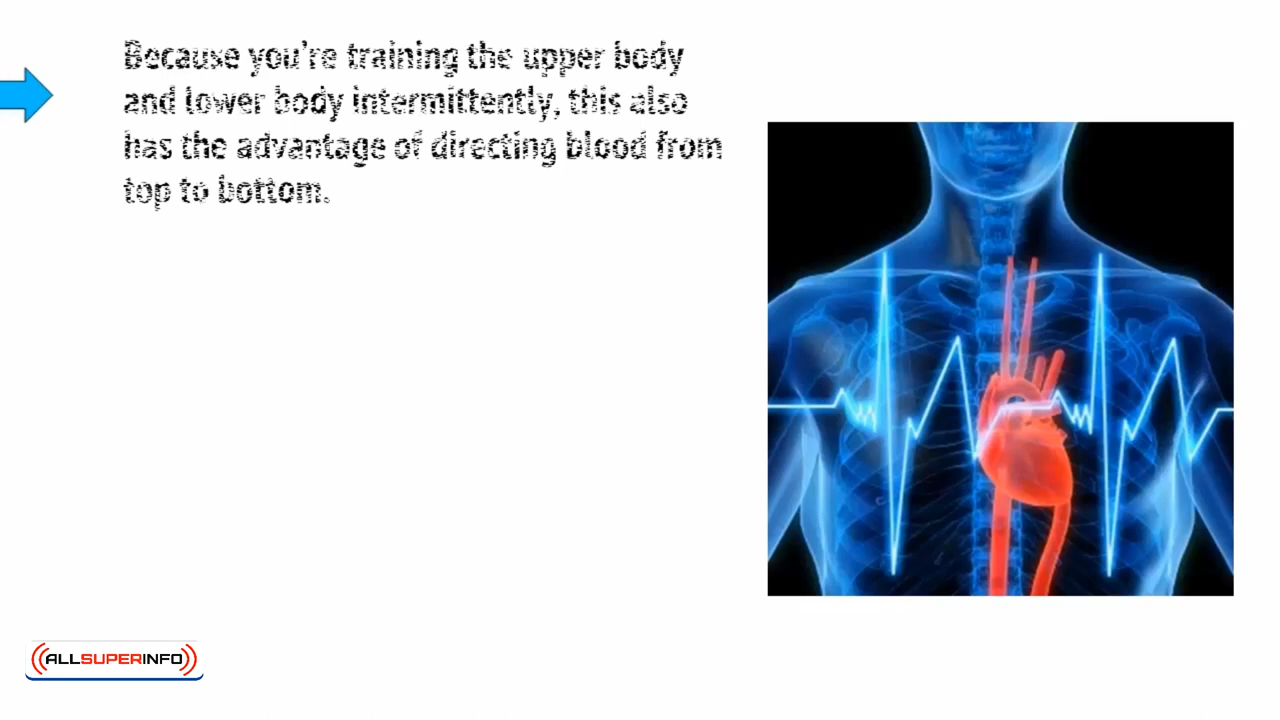 Because you're training the upper body
and lower body intermittently, this also
has the advantage of directing blood from
top to bottom.
ALLSUPERINFO